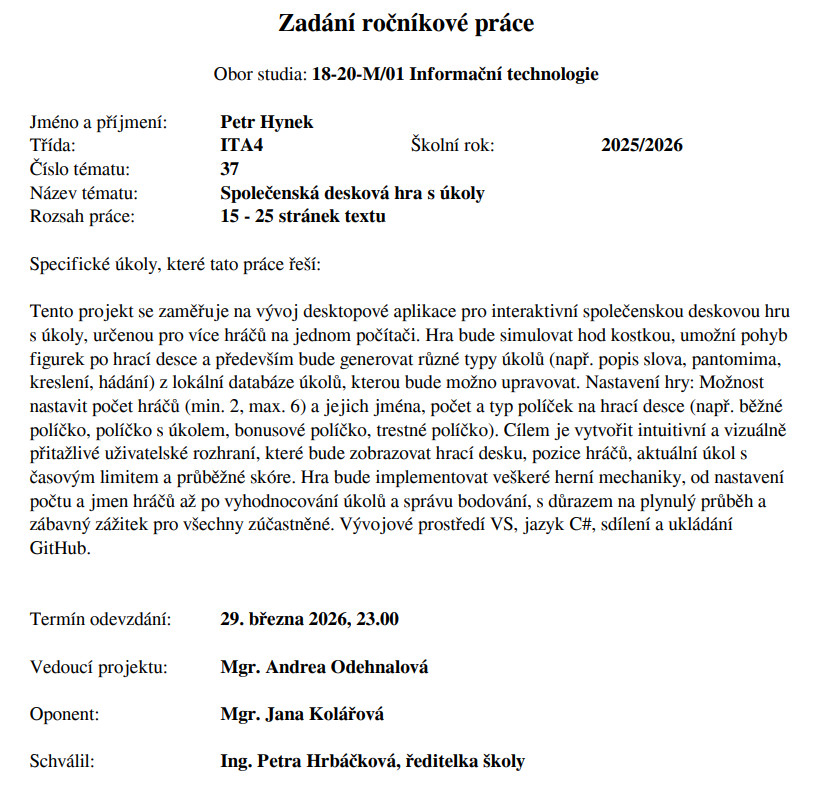 Zadání ročníkové práce
Obor studia: 18-20-M/01 Informační technologie
Jméno a příjmení: Petr Hynek
Třída: ITA4 Školní rok: 2025/2026
Číslo tématu: 37
Název tématu: Společenská desková hra s úkoly
Rozsah práce: 15 - 25 stránek textu
Specifické úkoly, které tato práce řeší:
Tento projekt se zaměřuje na vývoj desktopové aplikace pro interaktivní společenskou deskovou hru
s úkoly, určenou pro více hráčů na jednom počítači. Hra bude simulovat hod kostkou, umožní pohyb
figurek po hrací desce a především bude generovat různé typy úkolů (např. popis slova, pantomima,
kreslení, hádání) z lokální databáze úkolů, kterou bude možno upravovat. Nastavení hry: Možnost
nastavit počet hráčů (min. 2, max. 6) a jejich jména, počet a typ políček na hrací desce (např. běžné
políčko, políčko s úkolem, bonusové políčko, trestné políčko). Cílem je vytvořit intuitivní a vizuálně
přitažlivé uživatelské rozhraní, které bude zobrazovat hrací desku, pozice hráčů, aktuální úkol s
časovým limitem a průběžné skóre. Hra bude implementovat veškeré herní mechaniky, od nastavení
počtu a jmen hráčů až po vyhodnocování úkolů a správu bodování, s důrazem na plynulý průběh a
zábavný zážitek pro všechny zúčastněné. Vývojové prostředí VS, jazyk C#, sdílení a ukládání
GitHub.
Termín odevzdání: 29. března 2026, 23.00
Vedoucí projektu: Mgr. Andrea Odehnalová
Oponent: Mgr. Jana Kolářová
Schválil: Ing. Petra Hrbáčková, ředitelka školy